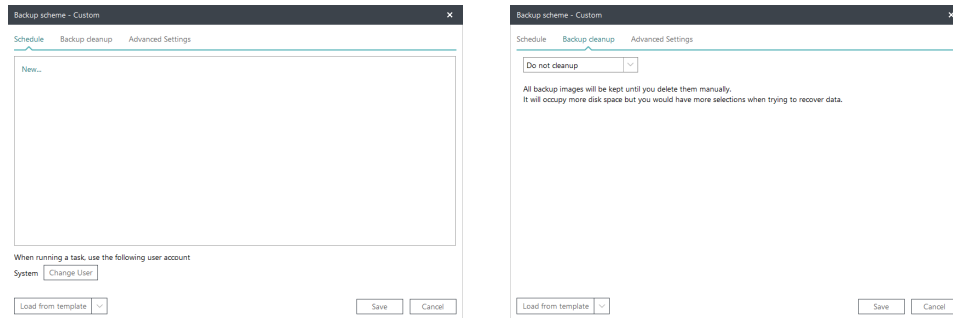 Backup scheme - Custom
Schedule Backup cleanup Advanced Settings
New...
When running a task, use the following user account
System Change User
Load from template Save Cancel
Backup scheme - Custom
Schedule Backup cleanup Advanced Settings
Do not cleanup
All backup images will be kept until you delete them manually.
It will occupy more disk space but you would have more selections when trying to recover data.
Load from template Save Cancel